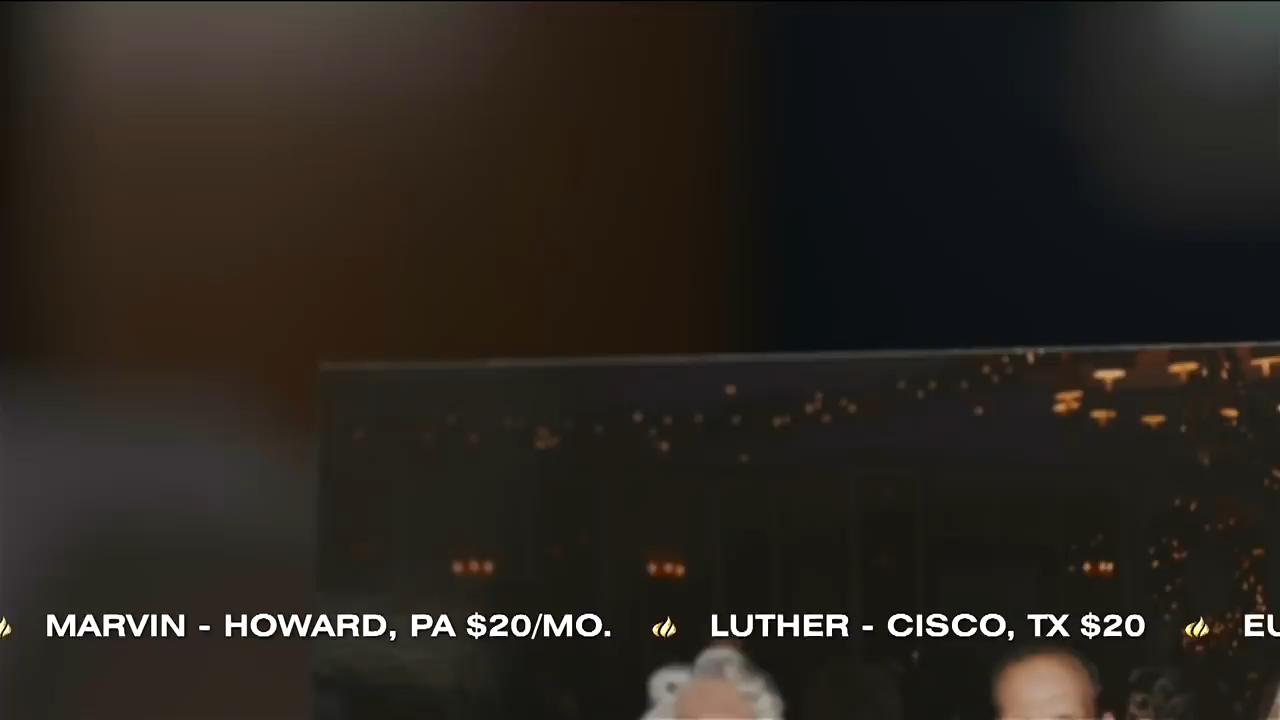 MARVIN - HOWARD, PA $20/MO. LUTHER - CISCO, TX $20